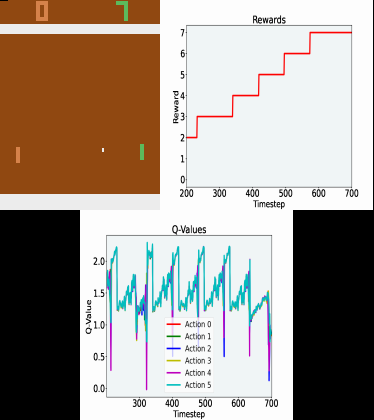 0 7
Rewards
7
6
5
4
3
2
1
0
Reward
200 300 400 500 600 700
Timestep
Q-Values
2.0
1.5
1.0
0.5
0.0
Q-Value
Action 0
Action 1
Action 2
Action 3
Action 4
Action 5
300 400 500 600 700
Timestep